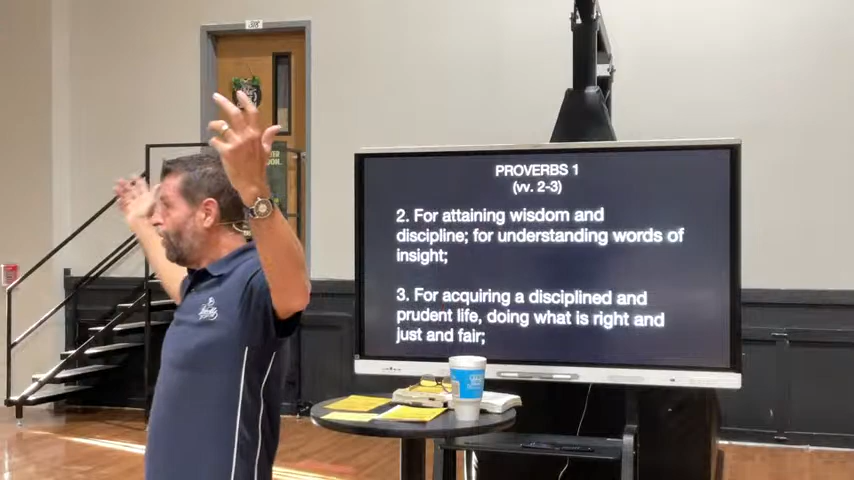 PROVERBS 1
(vv. 2-3)
2. For attaining wisdom and
discipline; for understanding words of
insight;
3. For acquiring a disciplined and
prudent life, doing what is right and
just and fair;